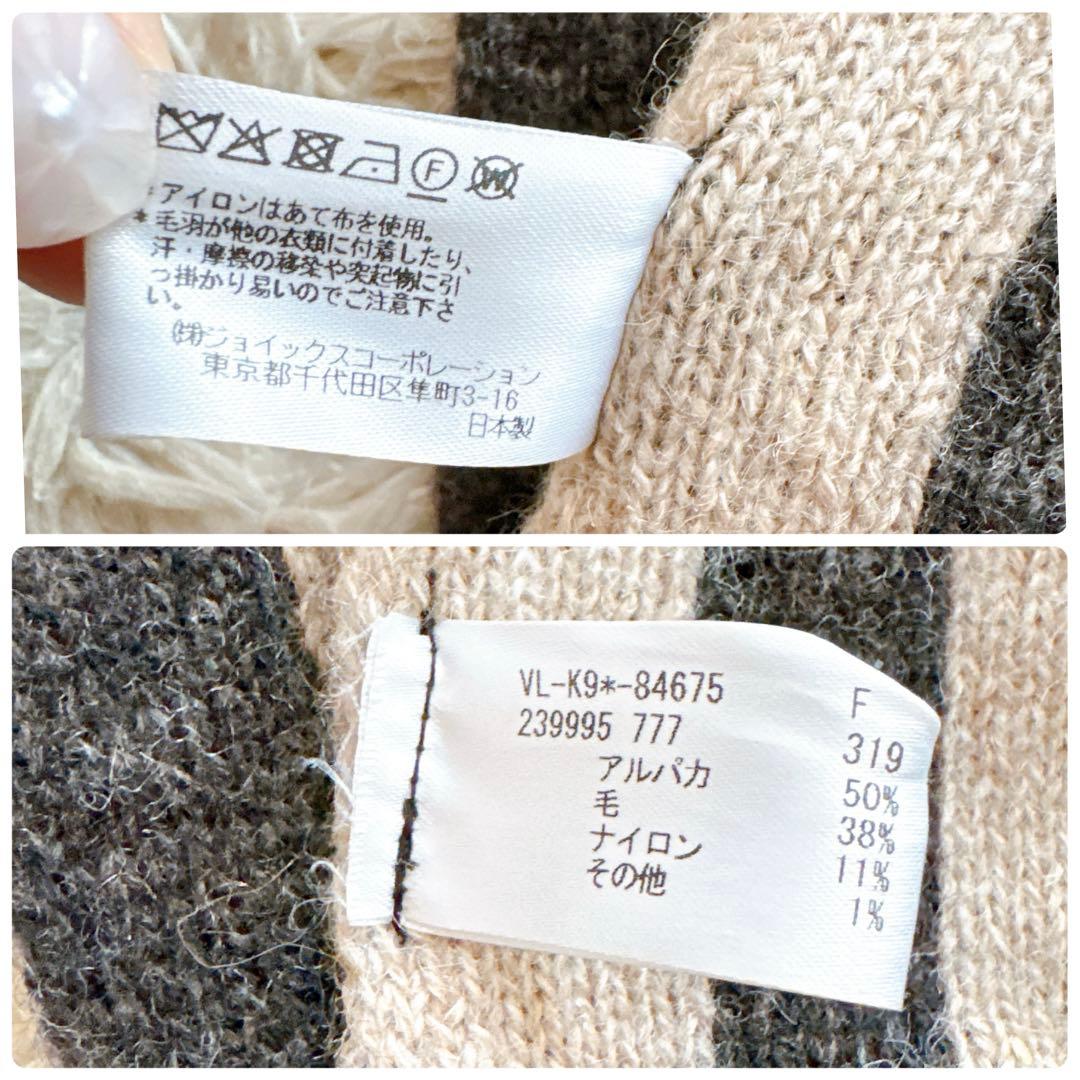 F W
・アイロンはあて布を使用。
*毛羽が他の衣類に付着したり、
汗・摩擦の移染や突起物に引
っ掛かり易いのでご注意下さ
い。
(株)ジョイックスコーポレーション
東京都千代田区隼町3-16
日本製
VL-K9*-84675 F
239995 777 319
アルパカ 50%
毛 38%
ナイロン 11%
その他 1%